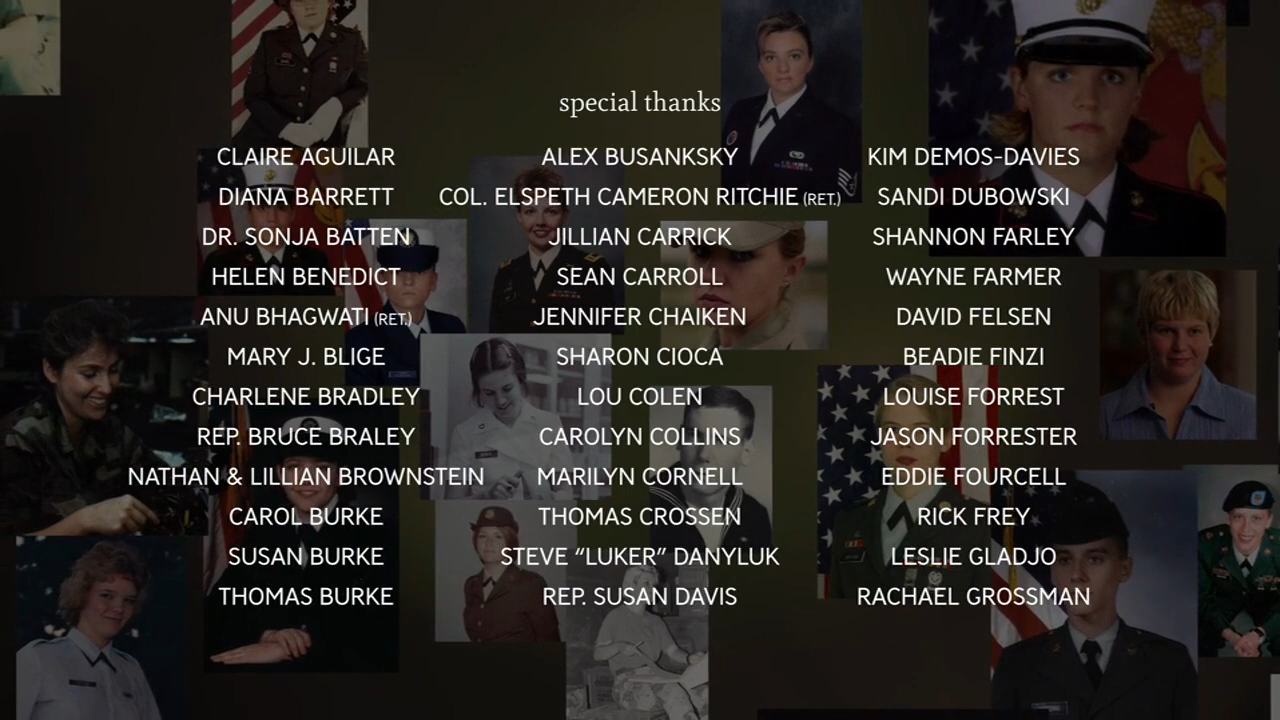 special thanks
CLAIRE AGUILAR
DIANA BARRETT
DR. SONJA BATTEN
HELEN BENEDICT
ANU BHAGWATI (RET.)
MARY J. BLIGE
CHARLENE BRADLEY
REP. BRUCE BRALEY
NATHAN & LILLIAN BROWNSTEIN
CAROL BURKE
SUSAN BURKE
THOMAS BURKE
ALEX BUSANKSKY
COL. ELSPETH CAMERON RITCHIE (RET.)
JILLIAN CARRICK
SEAN CARROLL
JENNIFER CHAIKEN
SHARON CIOCA
LOU COLEN
CAROLYN COLLINS
MARILYN CORNELL
THOMAS CROSSEN
STEVE “LUKER” DANYLUK
REP. SUSAN DAVIS
KIM DEMOS-DAVIES
SANDI DUBOWSKI
SHANNON FARLEY
WAYNE FARMER
DAVID FELSEN
BEADIE FINZI
LOUISE FORREST
JASON FORRESTER
EDDIE FOURCELL
RICK FREY
LESLIE GLADJO
RACHAEL GROSSMAN